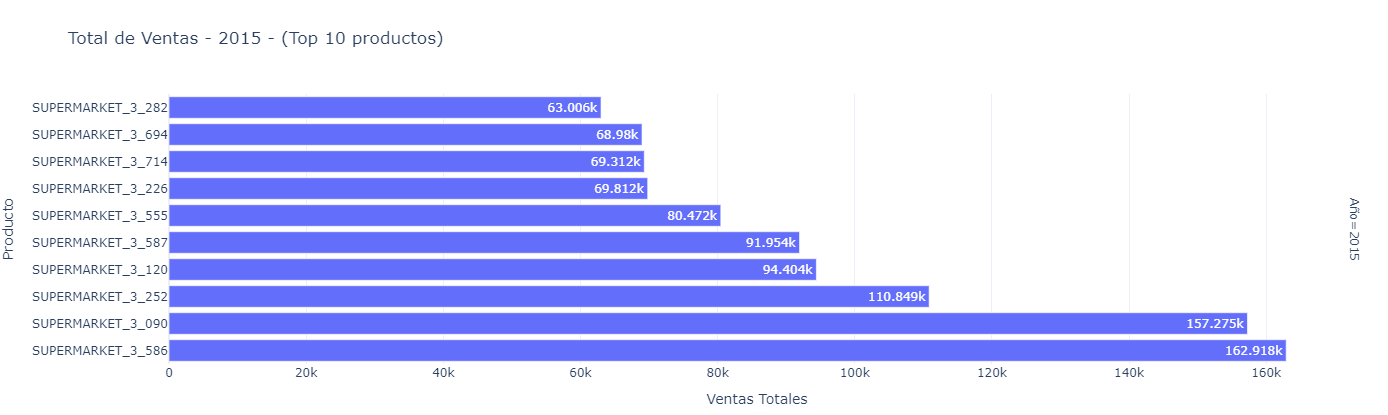 Total de Ventas - 2015 - (Top 10 productos)
Producto
SUPERMARKET_3_282 63.006k
SUPERMARKET_3_694 68.98k
SUPERMARKET_3_714 69.312k
SUPERMARKET_3_226 69.812k
SUPERMARKET_3_555 80.472k
SUPERMARKET_3_587 91.954k
SUPERMARKET_3_120 94.404k
SUPERMARKET_3_252 110.849k
SUPERMARKET_3_090 157.275k
SUPERMARKET_3_586 162.918k
0 20k 40k 60k 80k 100k 120k 140k 160k
Ventas Totales
Año=2015